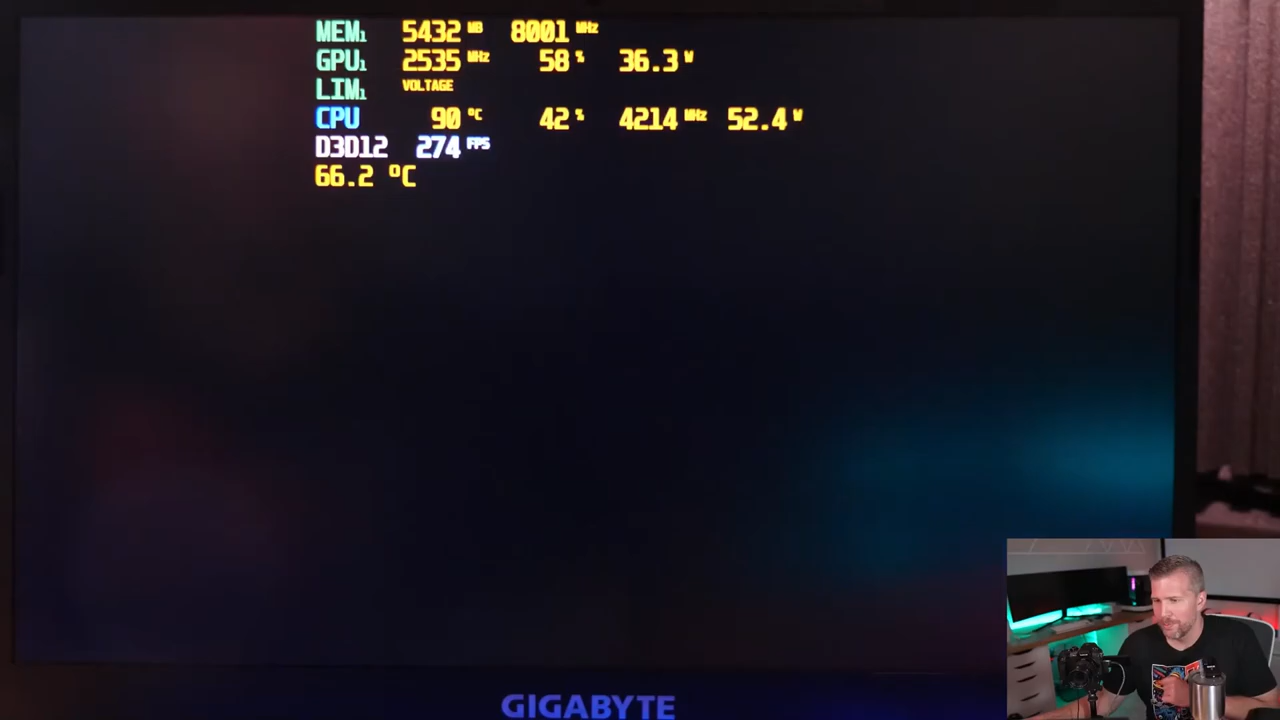 MEM1 5432 MB 8001 MHz
GPU1 2535 MHz 58 % 36.3 W
LIM1 VOLTAGE
CPU 90 °C 42 % 4214 MHz 52.4 W
D3D12 274 FPS
66.2 °C
GIGABYTE